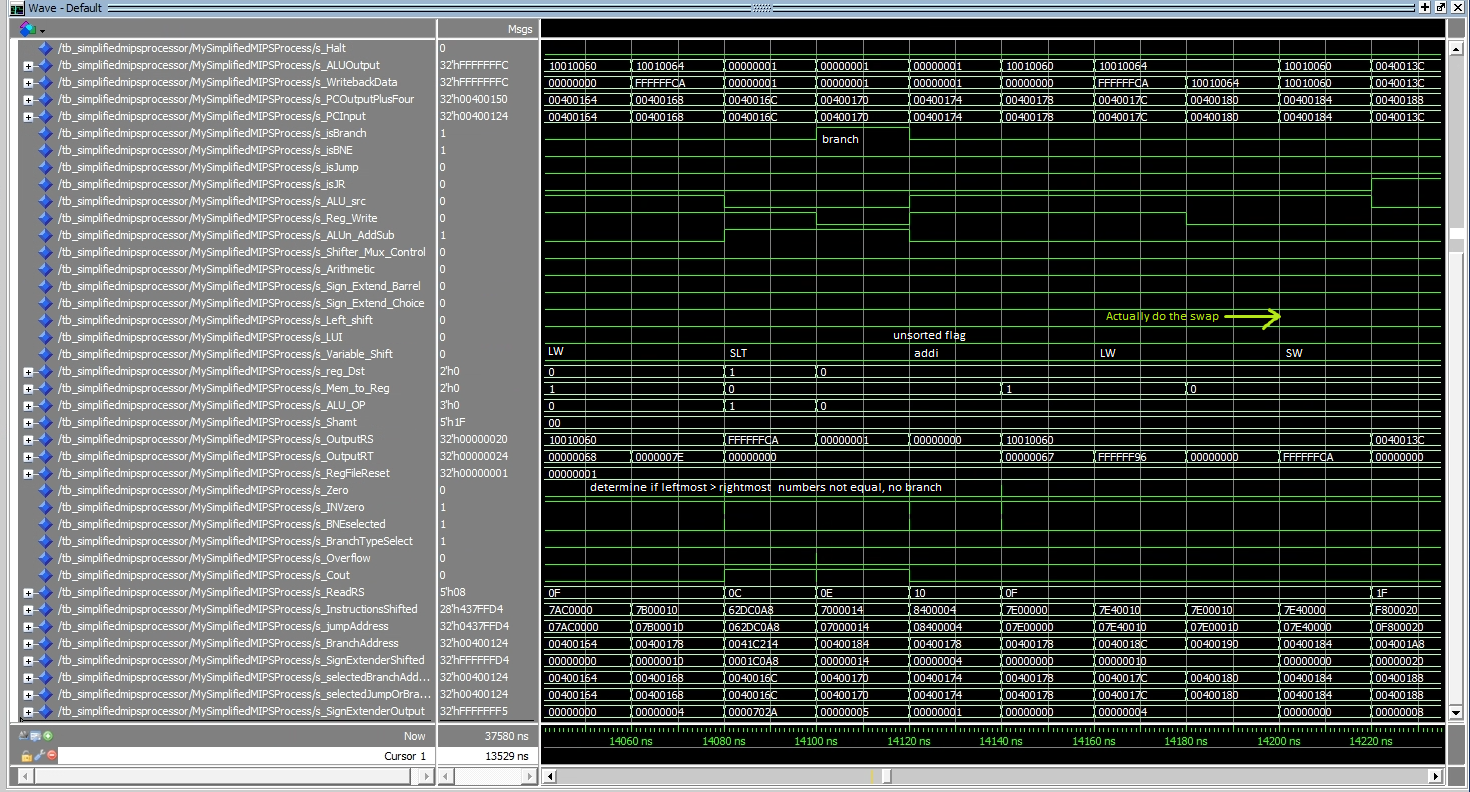 Wave - Default
Msgs
/tb_simplifiedmipsprocessor/MySimplifiedMIPSProcess/s_Halt 0
/tb_simplifiedmipsprocessor/MySimplifiedMIPSProcess/s_ALUOutput 32'hFFFFFFFC 10010060 10010064 00000001 00000001 00000001 10010060 10010064 10010060 0040013C
/tb_simplifiedmipsprocessor/MySimplifiedMIPSProcess/s_WritebackData 32'hFFFFFFFC 00000000 FFFFFFCA 00000001 00000001 00000001 00000000 FFFFFFCA 10010064 10010060 0040013C
/tb_simplifiedmipsprocessor/MySimplifiedMIPSProcess/s_PCOutputPlusFour 32'h00400150 00400164 00400168 0040016C 00400170 00400174 00400178 0040017C 00400180 00400184 00400188
/tb_simplifiedmipsprocessor/MySimplifiedMIPSProcess/s_PCInput 32'h00400124 00400164 00400168 0040016C 00400170 00400174 00400178 0040017C 00400180 00400184 0040013C
/tb_simplifiedmipsprocessor/MySimplifiedMIPSProcess/s_isBranch 1
branch
/tb_simplifiedmipsprocessor/MySimplifiedMIPSProcess/s_isBNE 1
/tb_simplifiedmipsprocessor/MySimplifiedMIPSProcess/s_isJump 0
/tb_simplifiedmipsprocessor/MySimplifiedMIPSProcess/s_isJR 0
/tb_simplifiedmipsprocessor/MySimplifiedMIPSProcess/s_ALU_src 0
/tb_simplifiedmipsprocessor/MySimplifiedMIPSProcess/s_Reg_Write 0
/tb_simplifiedmipsprocessor/MySimplifiedMIPSProcess/s_ALUn_AddSub 1
/tb_simplifiedmipsprocessor/MySimplifiedMIPSProcess/s_Shifter_Mux_Control 0
/tb_simplifiedmipsprocessor/MySimplifiedMIPSProcess/s_Arithmetic 0
/tb_simplifiedmipsprocessor/MySimplifiedMIPSProcess/s_Sign_Extend_Barrel 0
/tb_simplifiedmipsprocessor/MySimplifiedMIPSProcess/s_Sign_Extend_Choice 0
/tb_simplifiedmipsprocessor/MySimplifiedMIPSProcess/s_Left_shift 0 Actually do the swap
/tb_simplifiedmipsprocessor/MySimplifiedMIPSProcess/s_LUI 0
unsorted flag
/tb_simplifiedmipsprocessor/MySimplifiedMIPSProcess/s_Variable_Shift 0 LW SLT addi LW SW
/tb_simplifiedmipsprocessor/MySimplifiedMIPSProcess/s_reg_Dst 2'h0 0 1 0
/tb_simplifiedmipsprocessor/MySimplifiedMIPSProcess/s_Mem_to_Reg 2'h0 1 0 1 0
/tb_simplifiedmipsprocessor/MySimplifiedMIPSProcess/s_ALU_OP 3'h0 0 1 0
/tb_simplifiedmipsprocessor/MySimplifiedMIPSProcess/s_Shamt 5'h1F 00
/tb_simplifiedmipsprocessor/MySimplifiedMIPSProcess/s_OutputRS 32'h00000020 10010060 FFFFFFCA 00000001 00000000 10010060 0040013C
/tb_simplifiedmipsprocessor/MySimplifiedMIPSProcess/s_OutputRT 32'h00000024 00000068 0000007E 00000000 00000067 FFFFFF96 00000000 FFFFFFCA 00000000
/tb_simplifiedmipsprocessor/MySimplifiedMIPSProcess/s_RegFileReset 32'h00000001 00000001
/tb_simplifiedmipsprocessor/MySimplifiedMIPSProcess/s_Zero 0 determine if leftmost > rightmost numbers not equal, no branch
/tb_simplifiedmipsprocessor/MySimplifiedMIPSProcess/s_INVzero 1
/tb_simplifiedmipsprocessor/MySimplifiedMIPSProcess/s_BNEselected 1
/tb_simplifiedmipsprocessor/MySimplifiedMIPSProcess/s_BranchTypeSelect 1
/tb_simplifiedmipsprocessor/MySimplifiedMIPSProcess/s_Overflow 0
/tb_simplifiedmipsprocessor/MySimplifiedMIPSProcess/s_Cout 0
/tb_simplifiedmipsprocessor/MySimplifiedMIPSProcess/s_ReadRS 5'h08 0F 0C 0E 10 0F 1F
/tb_simplifiedmipsprocessor/MySimplifiedMIPSProcess/s_InstructionsShifted 28'h437FFD4 7AC0000 7B00010 62DC0A8 7000014 8400004 7E00000 7E40010 7E00010 7E40000 F800020
/tb_simplifiedmipsprocessor/MySimplifiedMIPSProcess/s_jumpAddress 32'h0437FFD4 07AC0000 07B00010 062DC0A8 07000014 08400004 07E00000 07E40010 07E00010 07E40000 0F800020
/tb_simplifiedmipsprocessor/MySimplifiedMIPSProcess/s_BranchAddress 32'h00400124 00400164 00400178 0041C214 00400184 00400178 00400178 0040018C 00400190 00400184 004001A8
/tb_simplifiedmipsprocessor/MySimplifiedMIPSProcess/s_SignExtenderShifted 32'hFFFFFFD4 00000000 00000010 0001C0A8 00000014 00000004 00000000 00000010 00000000 00000020
/tb_simplifiedmipsprocessor/MySimplifiedMIPSProcess/s_selectedBranchAdd... 32'h00400124 00400164 00400168 0040016C 00400170 00400174 00400178 0040017C 00400180 00400184 00400188
/tb_simplifiedmipsprocessor/MySimplifiedMIPSProcess/s_selectedJumpOrBra... 32'h00400124 00400164 00400168 0040016C 00400170 00400174 00400178 0040017C 00400180 00400184 00400188
/tb_simplifiedmipsprocessor/MySimplifiedMIPSProcess/s_SignExtenderOutput 32'hFFFFFFF5 00000000 00000004 0000702A 00000005 00000001 00000000 00000004 00000000 00000008
Now 37580 ns 14060 ns 14080 ns 14100 ns 14120 ns 14140 ns 14160 ns 14180 ns 14200 ns 14220 ns
Cursor 1 13529 ns